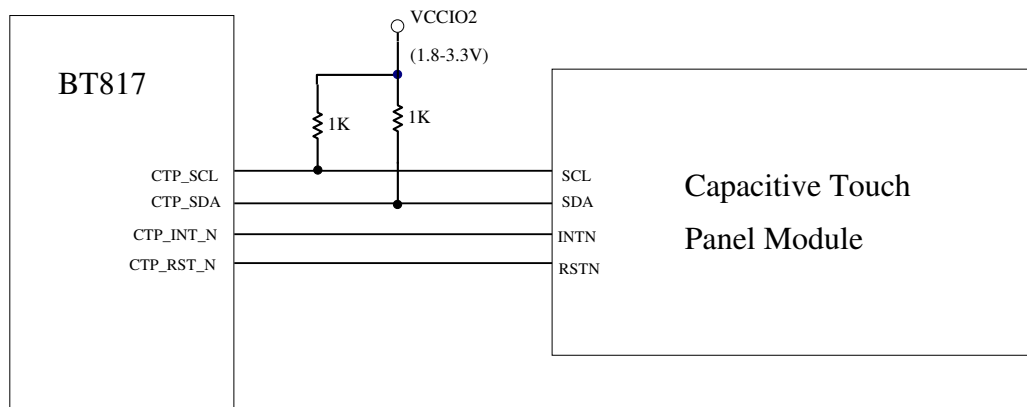 VCCIO2
(1.8-3.3V)
BT817
1K
1K
CTP_SCL
SCL
CTP_SDA
SDA
CTP_INT_N
INTN
CTP_RST_N
RSTN
Capacitive Touch
Panel Module